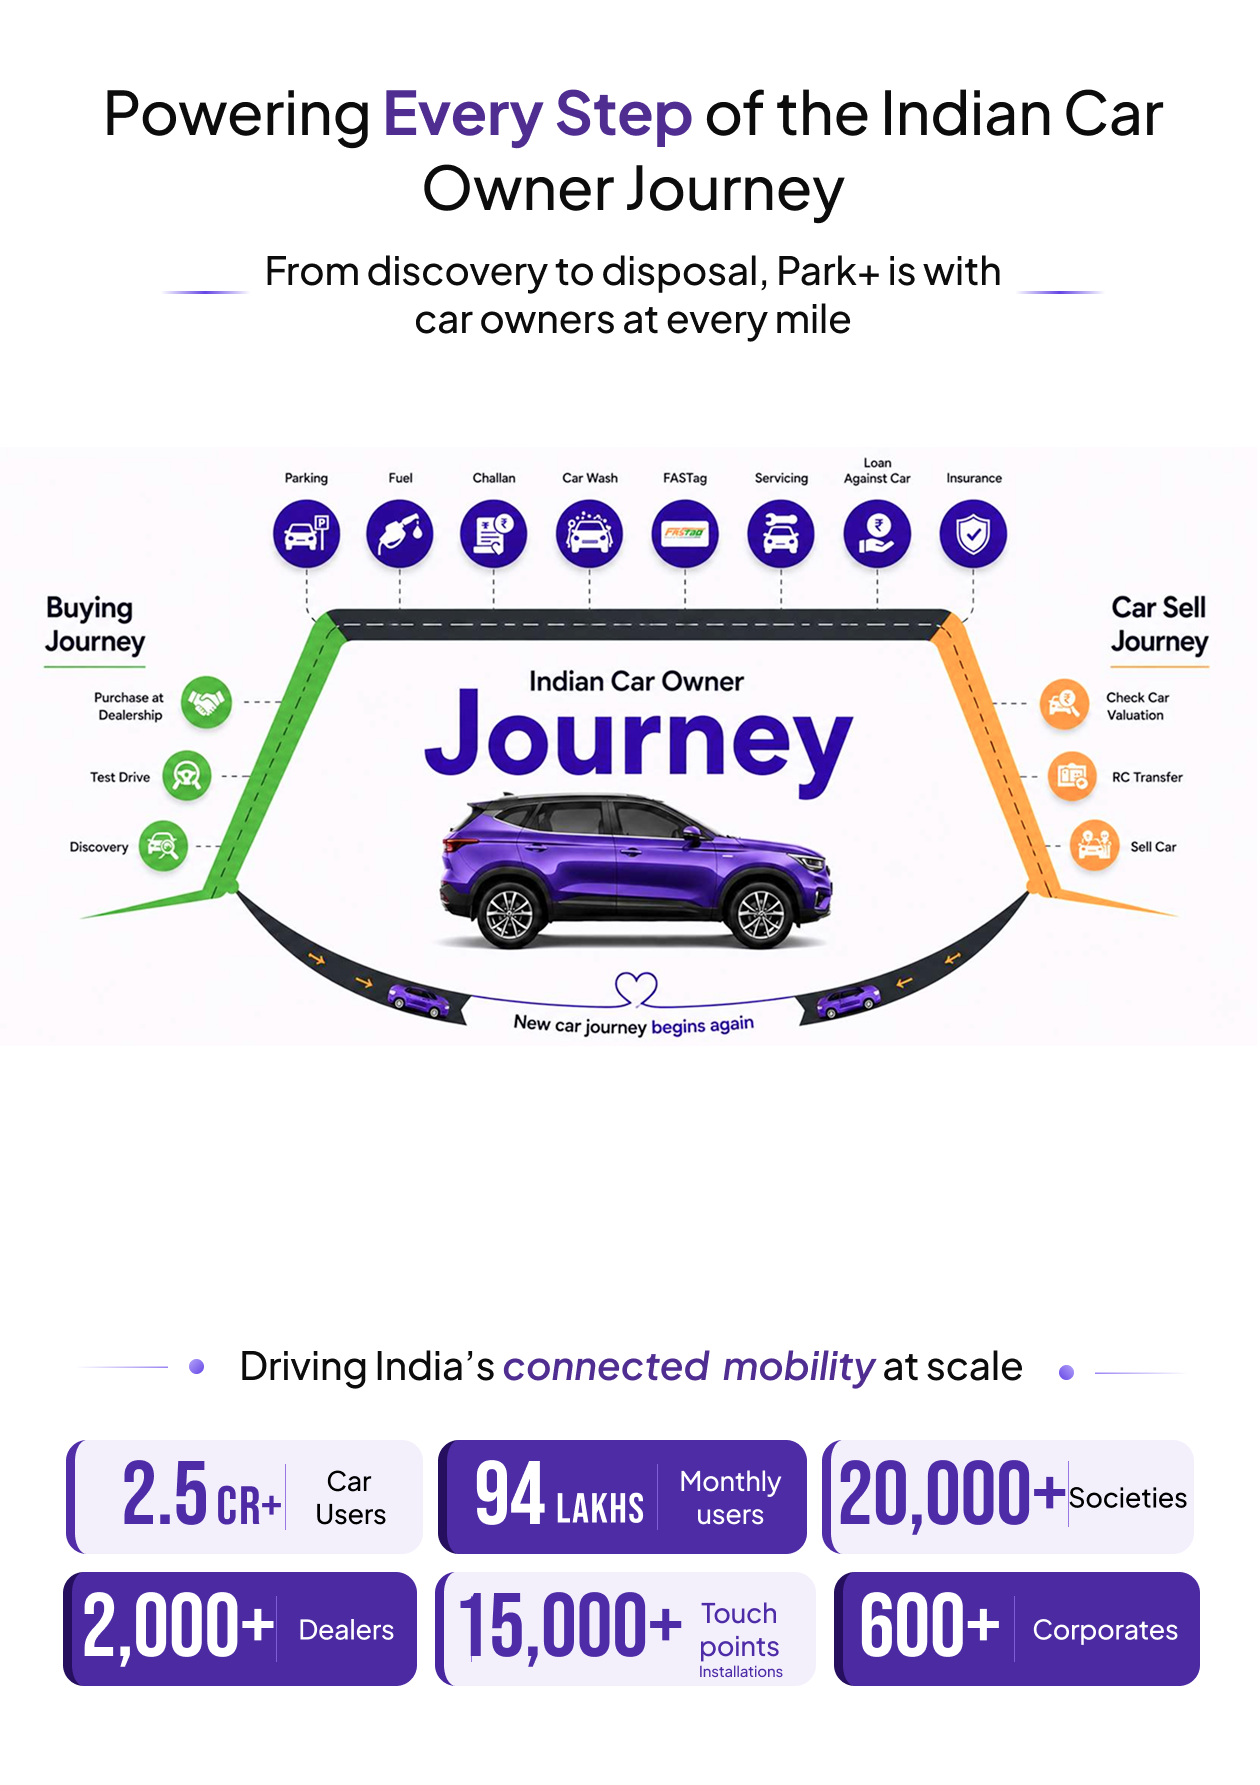 Powering Every Step of the Indian Car
Owner Journey
From discovery to disposal, Park+ is with
car owners at every mile
Parking
Fuel
Challan
Car Wash
FASTag
Servicing
Loan
Against Car
Insurance
FASTag
Buying
Journey
Purchase at
Dealership
Test Drive
Discovery
Indian Car Owner
Journey
Car Sell
Journey
Check Car
Valuation
RC Transfer
Sell Car
New car journey begins again
Driving India’s connected mobility at scale
2.5 CR+
Car
Users
94 LAKHS
Monthly
users
20,000+
Societies
2,000+
Dealers
15,000+
Touch
points
Installations
600+
Corporates